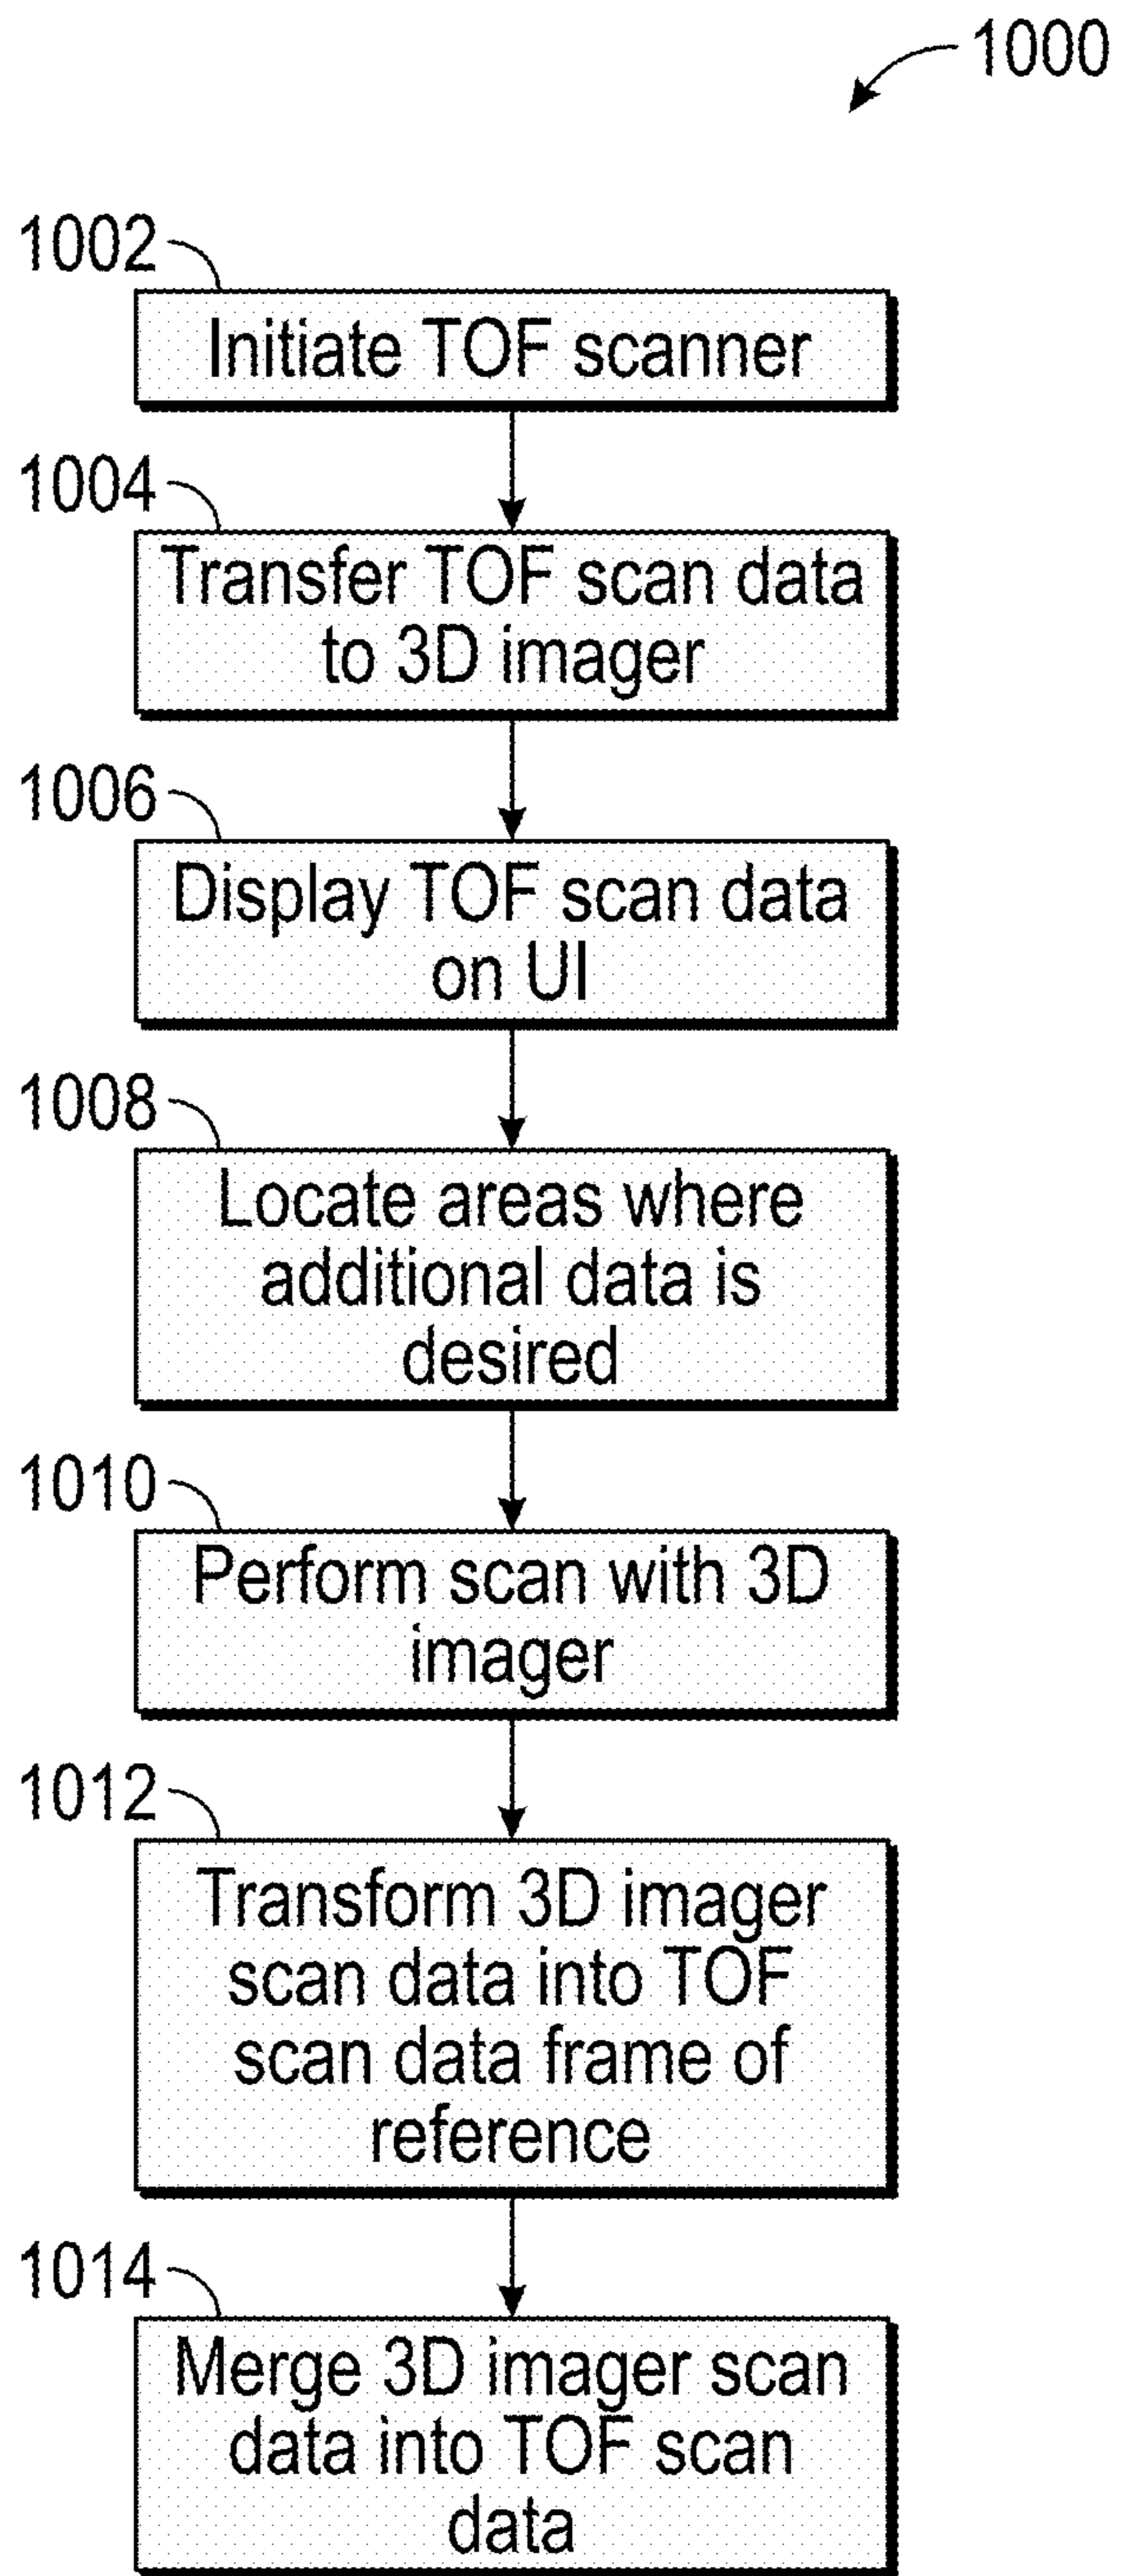 1000
1002
Initiate TOF scanner
1004
Transfer TOF scan data
to 3D imager
1006
Display TOF scan data
on UI
1008
Locate areas where
additional data is
desired
1010
Perform scan with 3D
imager
1012
Transform 3D imager
scan data into TOF
scan data frame of
reference
1014
Merge 3D imager scan
data into TOF scan
data